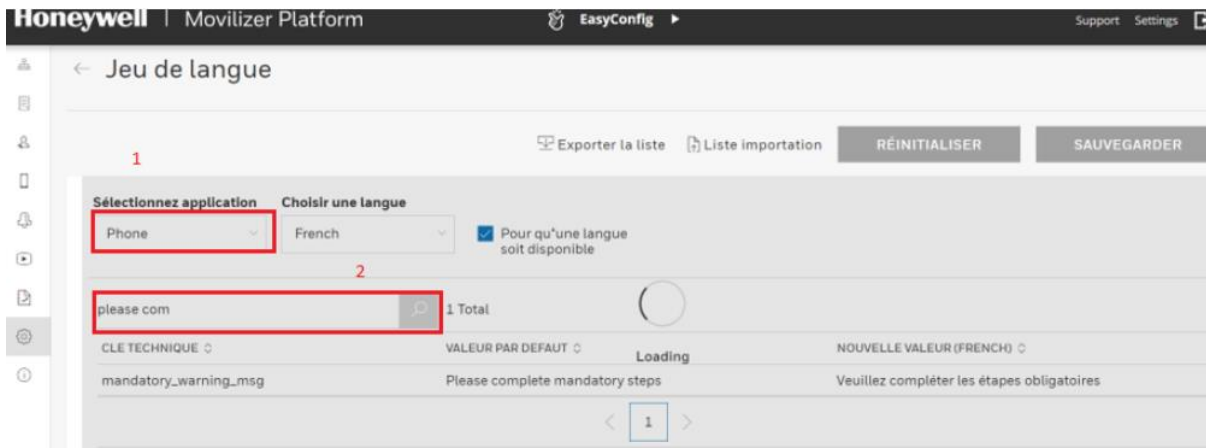 Honeywell | Movilizer Platform
EasyConfig
Support Settings
Jeu de langue
Exporter la liste
Liste importation
RÉINITIALISER
SAUVEGARDER
1
Sélectionnez application
Choisir une langue
Phone
French
Pour qu"une langue
soit disponible
2
please com
1 Total
Loading
CLE TECHNIQUE
VALEUR PAR DEFAUT
NOUVELLE VALEUR (FRENCH)
mandatory_warning_msg
Please complete mandatory steps
Veuillez compléter les étapes obligatoires
1